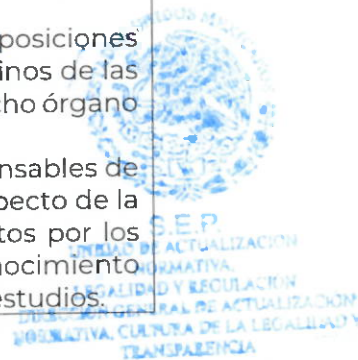 posiciones
inos de las
cho órgano
nsables de
pecto de la
tos por los
nocimiento
estudios.
S.E.P.
UNIDAD DE ACTUALIZACIÓN
NORMATIVA,
LEGALIDAD Y REGULACIÓN
DIRECCIÓN GENERAL DE ACTUALIZACIÓN
NORMATIVA, CULTURA DE LA LEGALIDAD Y
TRANSPARENCIA